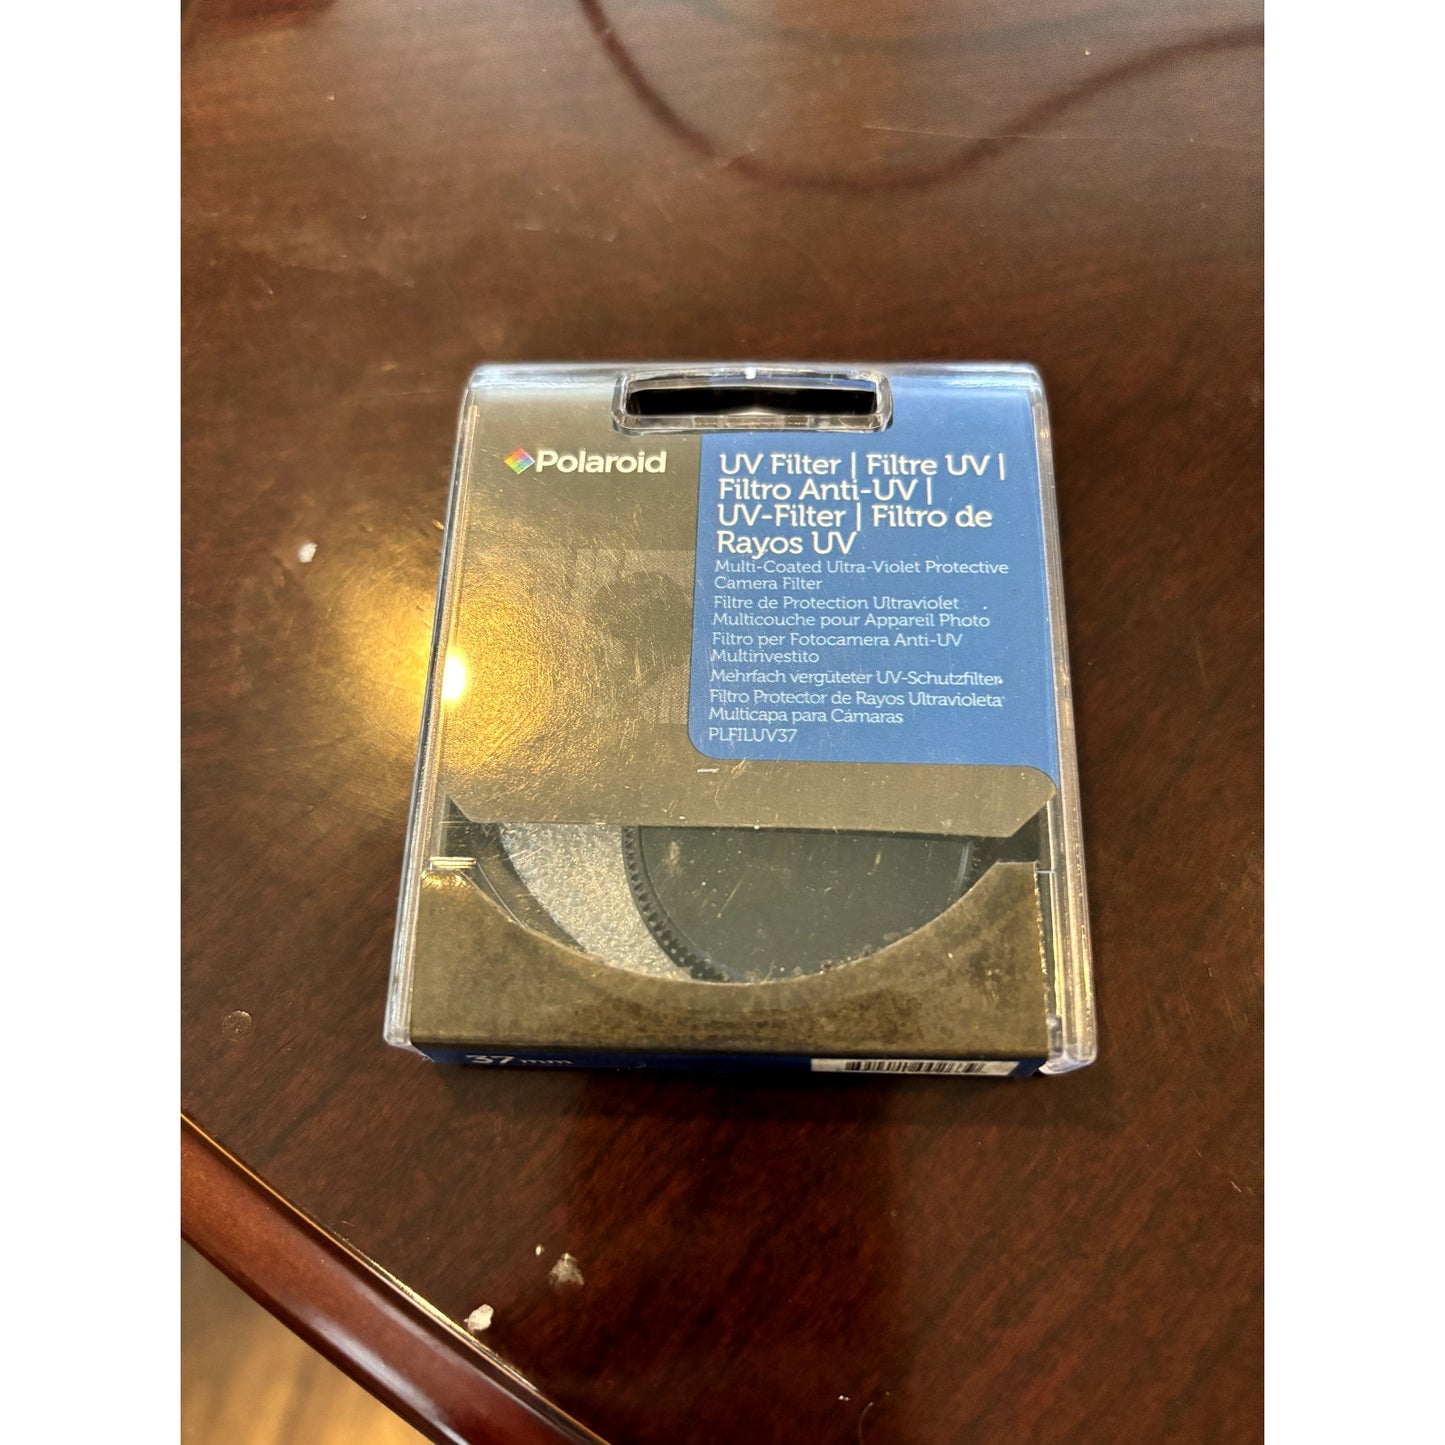 Polaroid
UV Filter | Filtre UV |
Filtro Anti-UV |
UV-Filter | Filtro de
Rayos UV
Multi-Coated Ultra-Violet Protective
Camera Filter
Filtre de Protection Ultraviolet
Multicouche pour Appareil Photo
Filtro per Fotocamera Anti-UV
Multirivestito
Mehrfach vergüteter UV-Schutzfilter
Filtro Protector de Rayos Ultravioleta
Multicapa para Cámaras
PLFILUV37
37 mm